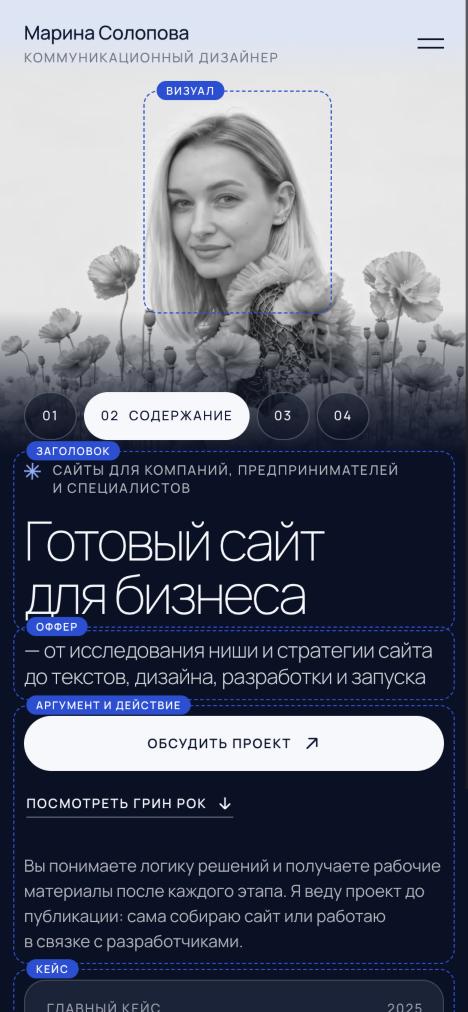 Марина Солопова
КОММУНИКАЦИОННЫЙ ДИЗАЙНЕР
ВИЗУАЛ
01
02 СОДЕРЖАНИЕ
03
04
ЗАГОЛОВОК
САЙТЫ ДЛЯ КОМПАНИЙ, ПРЕДПРИНИМАТЕЛЕЙ
И СПЕЦИАЛИСТОВ
Готовый сайт
для бизнеса
ОФФЕР
— от исследования ниши и стратегии сайта
до текстов, дизайна, разработки и запуска
АРГУМЕНТ И ДЕЙСТВИЕ
ОБСУДИТЬ ПРОЕКТ
ПОСМОТРЕТЬ ГРИН РОК
Вы понимаете логику решений и получаете рабочие
материалы после каждого этапа. Я веду проект до
публикации: сама собираю сайт или работаю
в связке с разработчиками.
КЕЙС
ГЛАВНЫЙ КЕЙС
2025